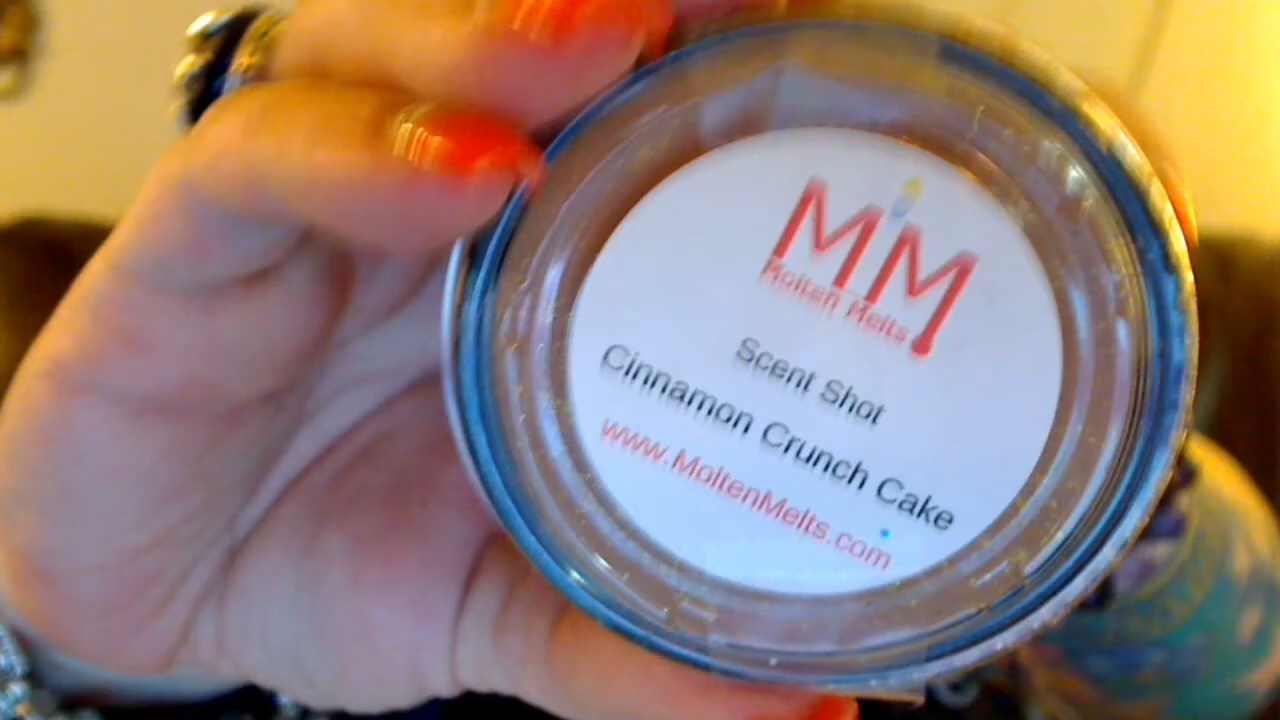 MM
Molten Melts
Scent Shot
Cinnamon Crunch Cake
www.MoltenMelts.com